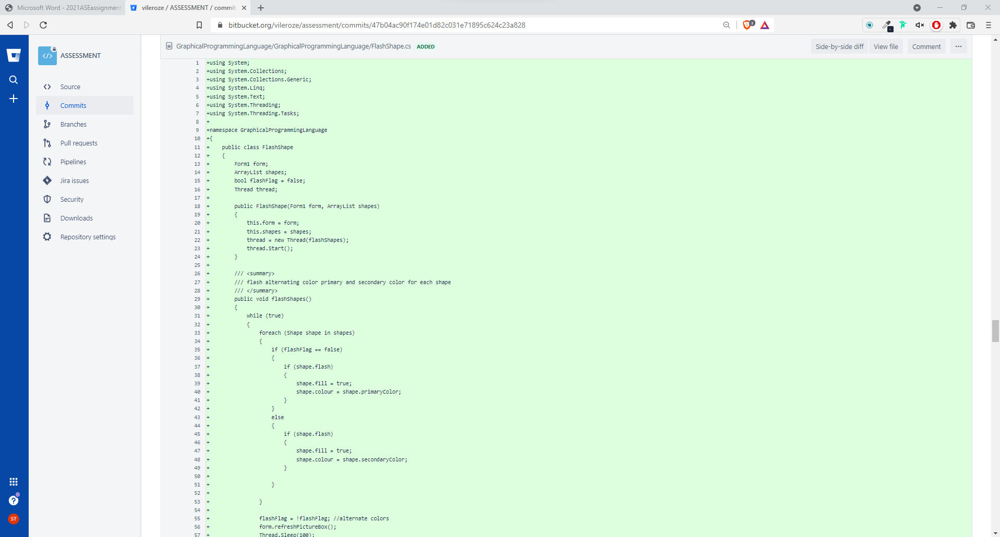 Microsoft Word - 2021ASEassignment
vileroze / ASSESSMENT / commit
bitbucket.org/vileroze/assessment/commits/47b04ac90f174e01d82c031e71895c624c23a828
3
ASSESSMENT
Source
Commits
Branches
Pull requests
Pipelines
Jira issues
Security
Downloads
Repository settings
ST
GraphicalProgrammingLanguage/GraphicalProgrammingLanguage/FlashShape.cs ADDED
Side-by-side diff View file Comment ...
1 +using System;
2 +using System.Collections;
3 +using System.Collections.Generic;
4 +using System.Linq;
5 +using System.Text;
6 +using System.Threading;
7 +using System.Threading.Tasks;
8 +
9 +namespace GraphicalProgrammingLanguage
10 +{
11 +    public class FlashShape
12 +    {
13 +        Form1 form;
14 +        ArrayList shapes;
15 +        bool flashFlag = false;
16 +        Thread thread;
17 +
18 +        public FlashShape(Form1 form, ArrayList shapes)
19 +        {
20 +            this.form = form;
21 +            this.shapes = shapes;
22 +            thread = new Thread(flashShapes);
23 +            thread.Start();
24 +        }
25 +
26 +        /// <summary>
27 +        /// flash alternating color primary and secondary color for each shape
28 +        /// </summary>
29 +        public void flashShapes()
30 +        {
31 +            while (true)
32 +            {
33 +                foreach (Shape shape in shapes)
34 +                {
35 +                    if (flashFlag == false)
36 +                    {
37 +                        if (shape.flash)
38 +                        {
39 +                            shape.fill = true;
40 +                            shape.colour = shape.primaryColor;
41 +                        }
42 +                    }
43 +                    else
44 +                    {
45 +                        if (shape.flash)
46 +                        {
47 +                            shape.fill = true;
48 +                            shape.colour = shape.secondaryColor;
49 +                        }
50 +
51 +                    }
52 +
53 +                }
54 +
55 +                flashFlag = !flashFlag; //alternate colors
56 +                form.refreshPictureBox();
57 +                Thread.Sleep(100);